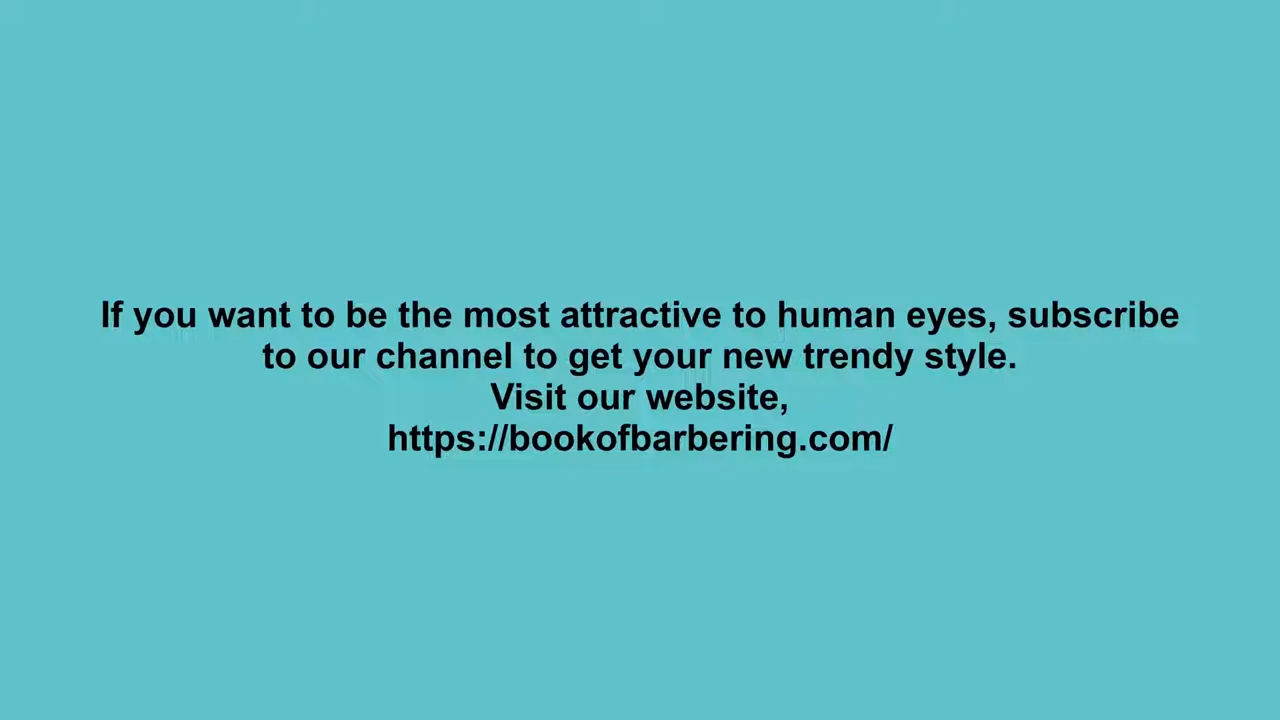 If you want to be the most attractive to human eyes, subscribe
to our channel to get your new trendy style.
Visit our website,
https://bookofbarbering.com/